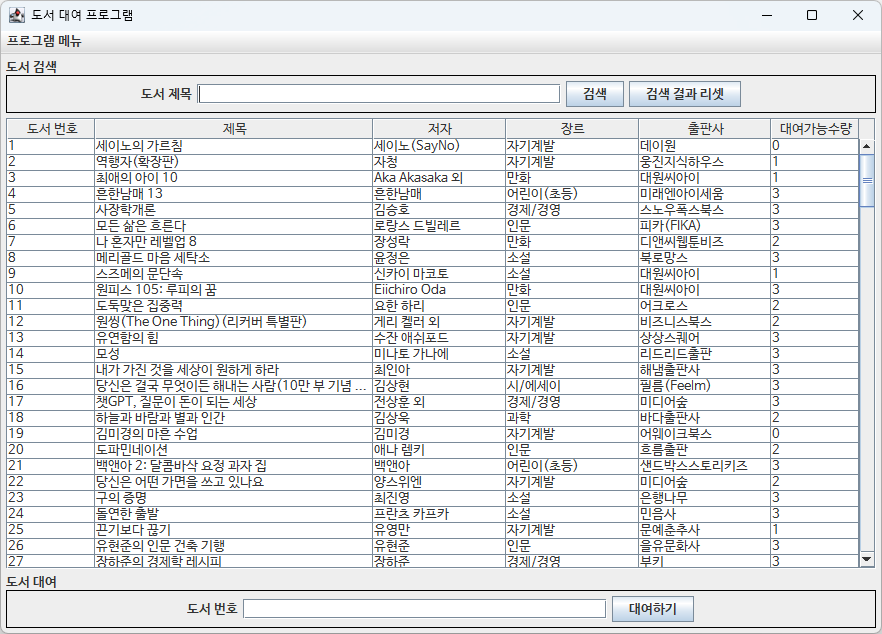 도서 대여 프로그램
프로그램 메뉴
도서 검색
도서 제목 검색 검색 결과 리셋
도서 번호 제목 저자 장르 출판사 대여가능수량
1 세이노의 가르침 세이노(SayNo) 자기계발 데이원 0
2 역행자(확장판) 자청 자기계발 웅진지식하우스 1
3 최애의 아이 10 Aka Akasaka 외 만화 대원씨아이 1
4 흔한남매 13 흔한남매 어린이(초등) 미래엔아이세움 3
5 사장학개론 김승호 경제/경영 스노우폭스북스 3
6 모든 삶은 흐른다 로랑스 드빌레르 인문 피카(FIKA) 3
7 나 혼자만 레벨업 8 장성락 만화 디앤씨웹툰비즈 2
8 메리골드 마음 세탁소 윤정은 소설 북로망스 3
9 스즈메의 문단속 신카이 마코토 소설 대원씨아이 1
10 원피스 105: 루피의 꿈 Eiichiro Oda 만화 대원씨아이 3
11 도둑맞은 집중력 요한 하리 인문 어크로스 2
12 원씽(The One Thing)(리커버 특별판) 게리 켈러 외 자기계발 비즈니스북스 2
13 유연함의 힘 수잔 애쉬포드 자기계발 상상스퀘어 3
14 모성 미나토 가나에 소설 리드리드출판 3
15 내가 가진 것을 세상이 원하게 하라 최인아 자기계발 해냄출판사 3
16 당신은 결국 무엇이든 해내는 사람(10만 부 기념 ... 김상현 시/에세이 필름(Feelm) 3
17 챗GPT, 질문이 돈이 되는 세상 전상훈 외 경제/경영 미디어숲 3
18 하늘과 바람과 별과 인간 김상욱 과학 바다출판사 2
19 김미경의 마흔 수업 김미경 자기계발 어웨이크북스 0
20 도파민네이션 애나 렘키 인문 흐름출판 2
21 백앤아 2: 달콤바삭 요정 과자 집 백앤아 어린이(초등) 샌드박스스토리키즈 3
22 당신은 어떤 가면을 쓰고 있나요 양스위엔 자기계발 미디어숲 2
23 구의 증명 최진영 소설 은행나무 3
24 돌연한 출발 프란츠 카프카 소설 민음사 3
25 끈기보다 끊기 유영만 자기계발 문예춘추사 1
26 유현준의 인문 건축 기행 유현준 인문 을유문화사 3
27 장하준의 경제학 레시피 장하준 경제/경영 부키 3
도서 대여
도서 번호 대여하기